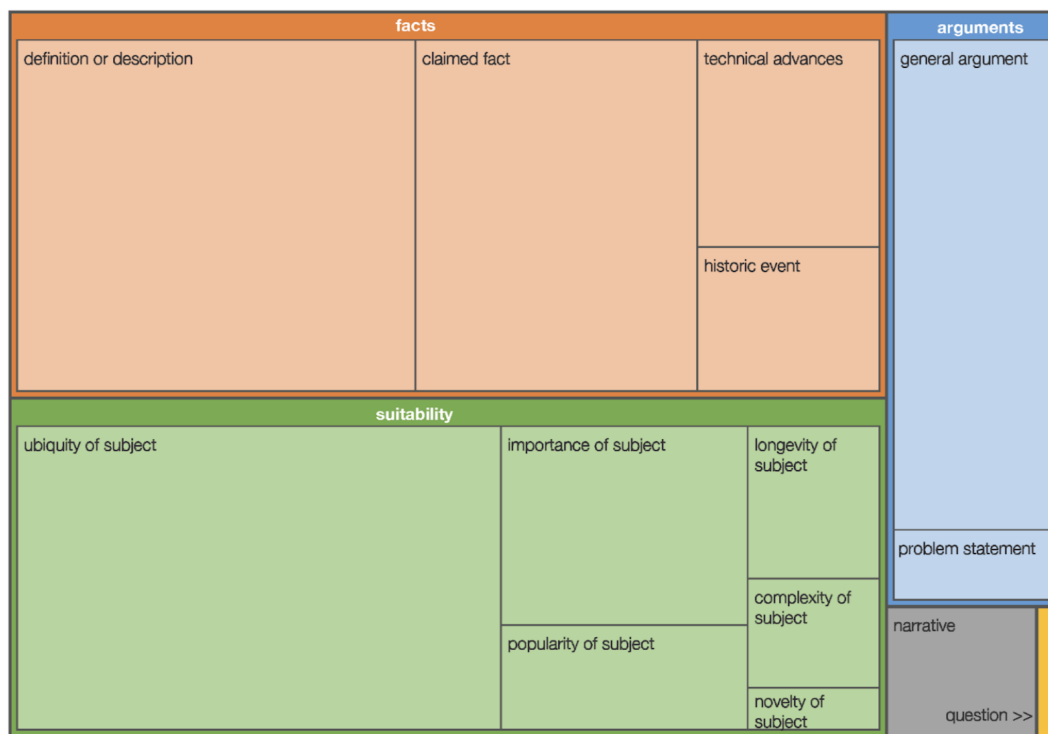 facts
definition or description
claimed fact
technical advances
historic event
arguments
general argument
problem statement
suitability
ubiquity of subject
importance of subject
popularity of subject
longevity of
subject
complexity of
subject
novelty of
subject
narrative
question >>